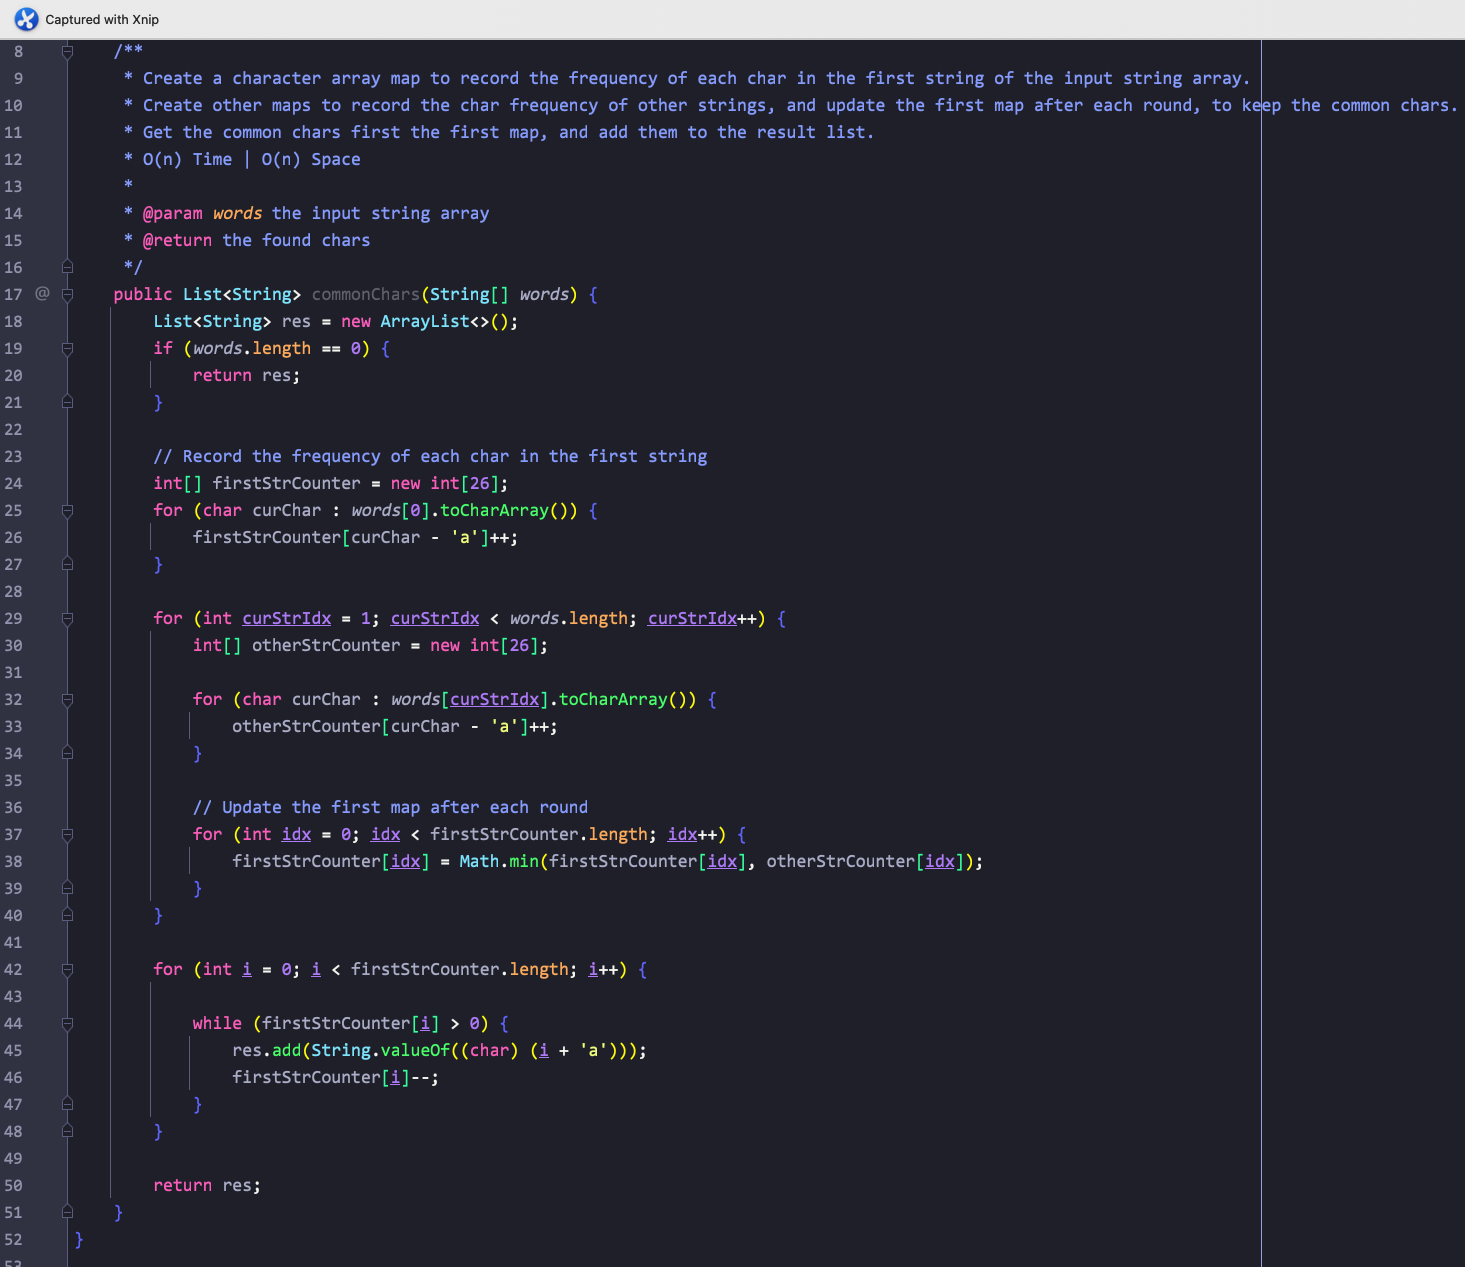 Captured with Xnip
8 /**
9 * Create a character array map to record the frequency of each char in the first string of the input string array.
10 * Create other maps to record the char frequency of other strings, and update the first map after each round, to keep the common chars.
11 * Get the common chars first the first map, and add them to the result list.
12 * O(n) Time | O(n) Space
13 *
14 * @param words the input string array
15 * @return the found chars
16 */
17 @ public List<String> commonChars(String[] words) {
18 List<String> res = new ArrayList<>();
19 if (words.length == 0) {
20 return res;
21 }
22
23 // Record the frequency of each char in the first string
24 int[] firstStrCounter = new int[26];
25 for (char curChar : words[0].toCharArray()) {
26 firstStrCounter[curChar - 'a']++;
27 }
28
29 for (int curStrIdx = 1; curStrIdx < words.length; curStrIdx++) {
30 int[] otherStrCounter = new int[26];
31
32 for (char curChar : words[curStrIdx].toCharArray()) {
33 otherStrCounter[curChar - 'a']++;
34 }
35
36 // Update the first map after each round
37 for (int idx = 0; idx < firstStrCounter.length; idx++) {
38 firstStrCounter[idx] = Math.min(firstStrCounter[idx], otherStrCounter[idx]);
39 }
40 }
41
42 for (int i = 0; i < firstStrCounter.length; i++) {
43
44 while (firstStrCounter[i] > 0) {
45 res.add(String.valueOf((char) (i + 'a')));
46 firstStrCounter[i]--;
47 }
48 }
49
50 return res;
51 }
52 }
53